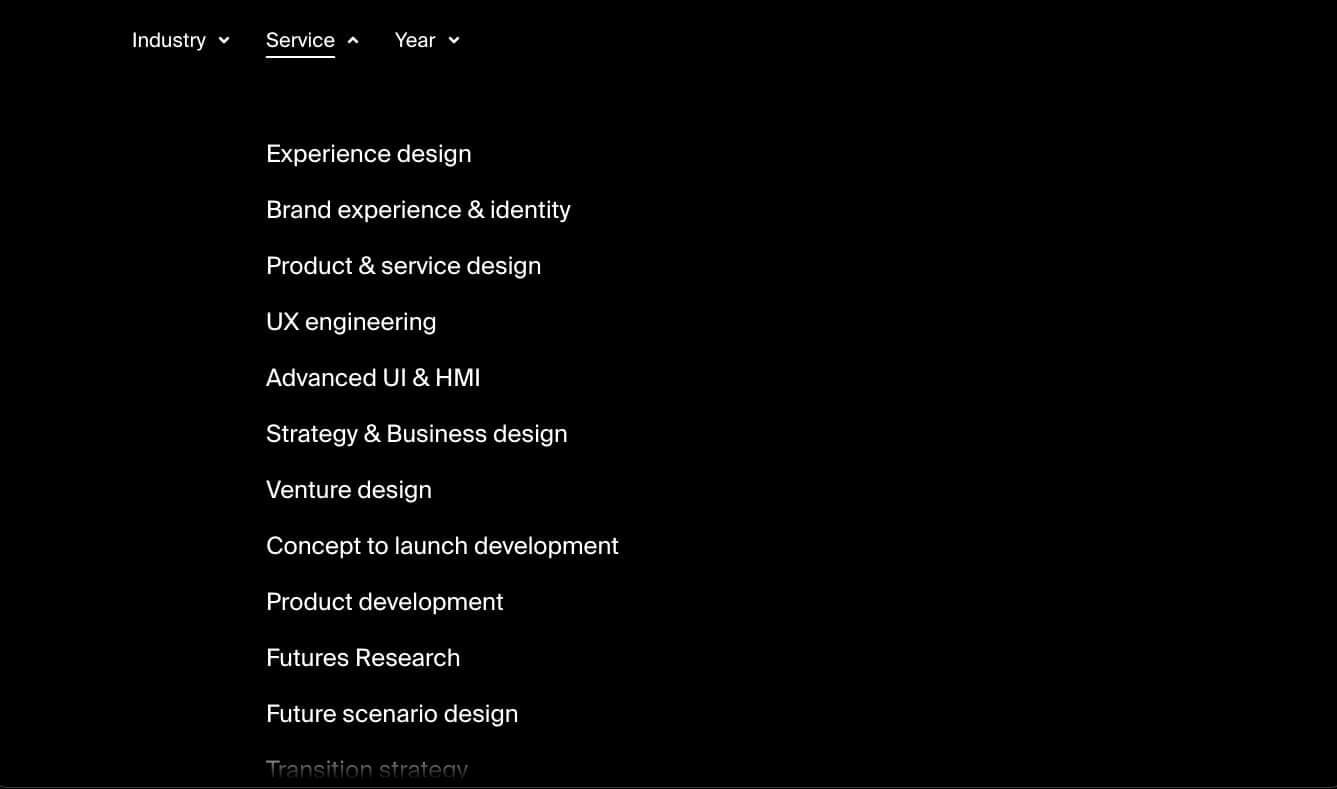 Industry Service Year
Experience design
Brand experience & identity
Product & service design
UX engineering
Advanced UI & HMI
Strategy & Business design
Venture design
Concept to launch development
Product development
Futures Research
Future scenario design
Transition strategy